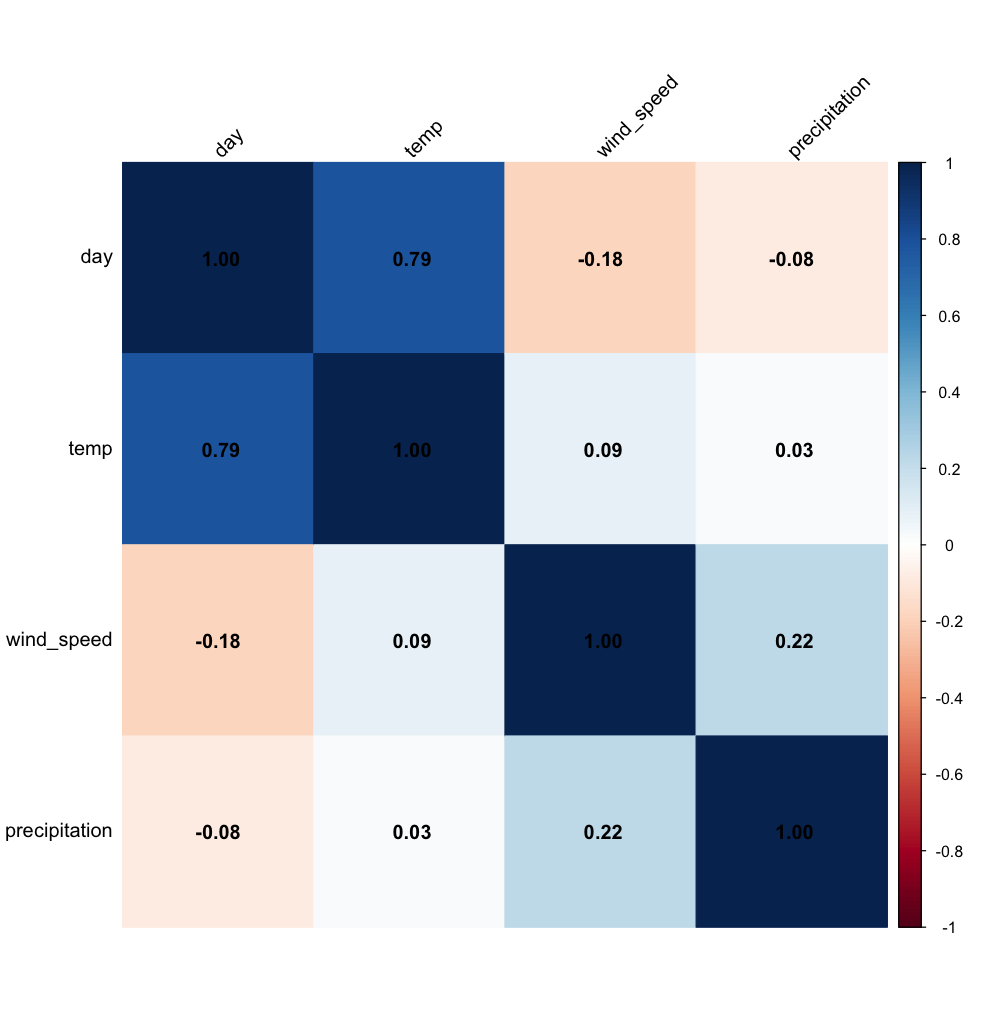 day temp wind_speed precipitation
1
day 1.00 0.79 -0.18 -0.08
0.8
0.6
0.4
temp 0.79 1.00 0.09 0.03
0.2
0
-0.2
wind_speed -0.18 0.09 1.00 0.22
-0.4
-0.6
precipitation -0.08 0.03 0.22 1.00
-0.8
-1